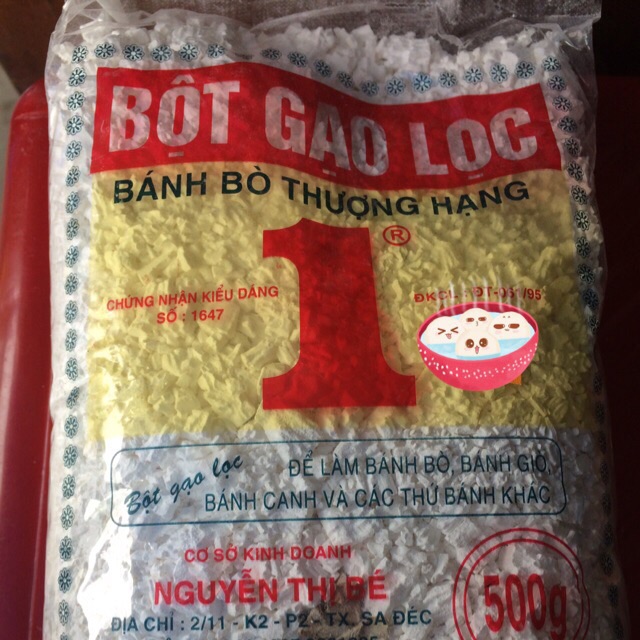 BỘT GẠO LỌC
BÁNH BÒ THƯỢNG HẠNG
1®
CHỨNG NHẬN KIỂU DÁNG
SỐ : 1647
ĐKCL
/95
Bột gạo lọc
ĐỂ LÀM BÁNH BÒ, BÁNH GIÒ,
BÁNH CANH VÀ CÁC THỨ BÁNH KHÁC
CƠ SỞ KINH DOANH
NGUYỄN THỊ BÉ
500g
ĐỊA CHỈ : 2/11 - K2 - P2 - TX. SA ĐÉC